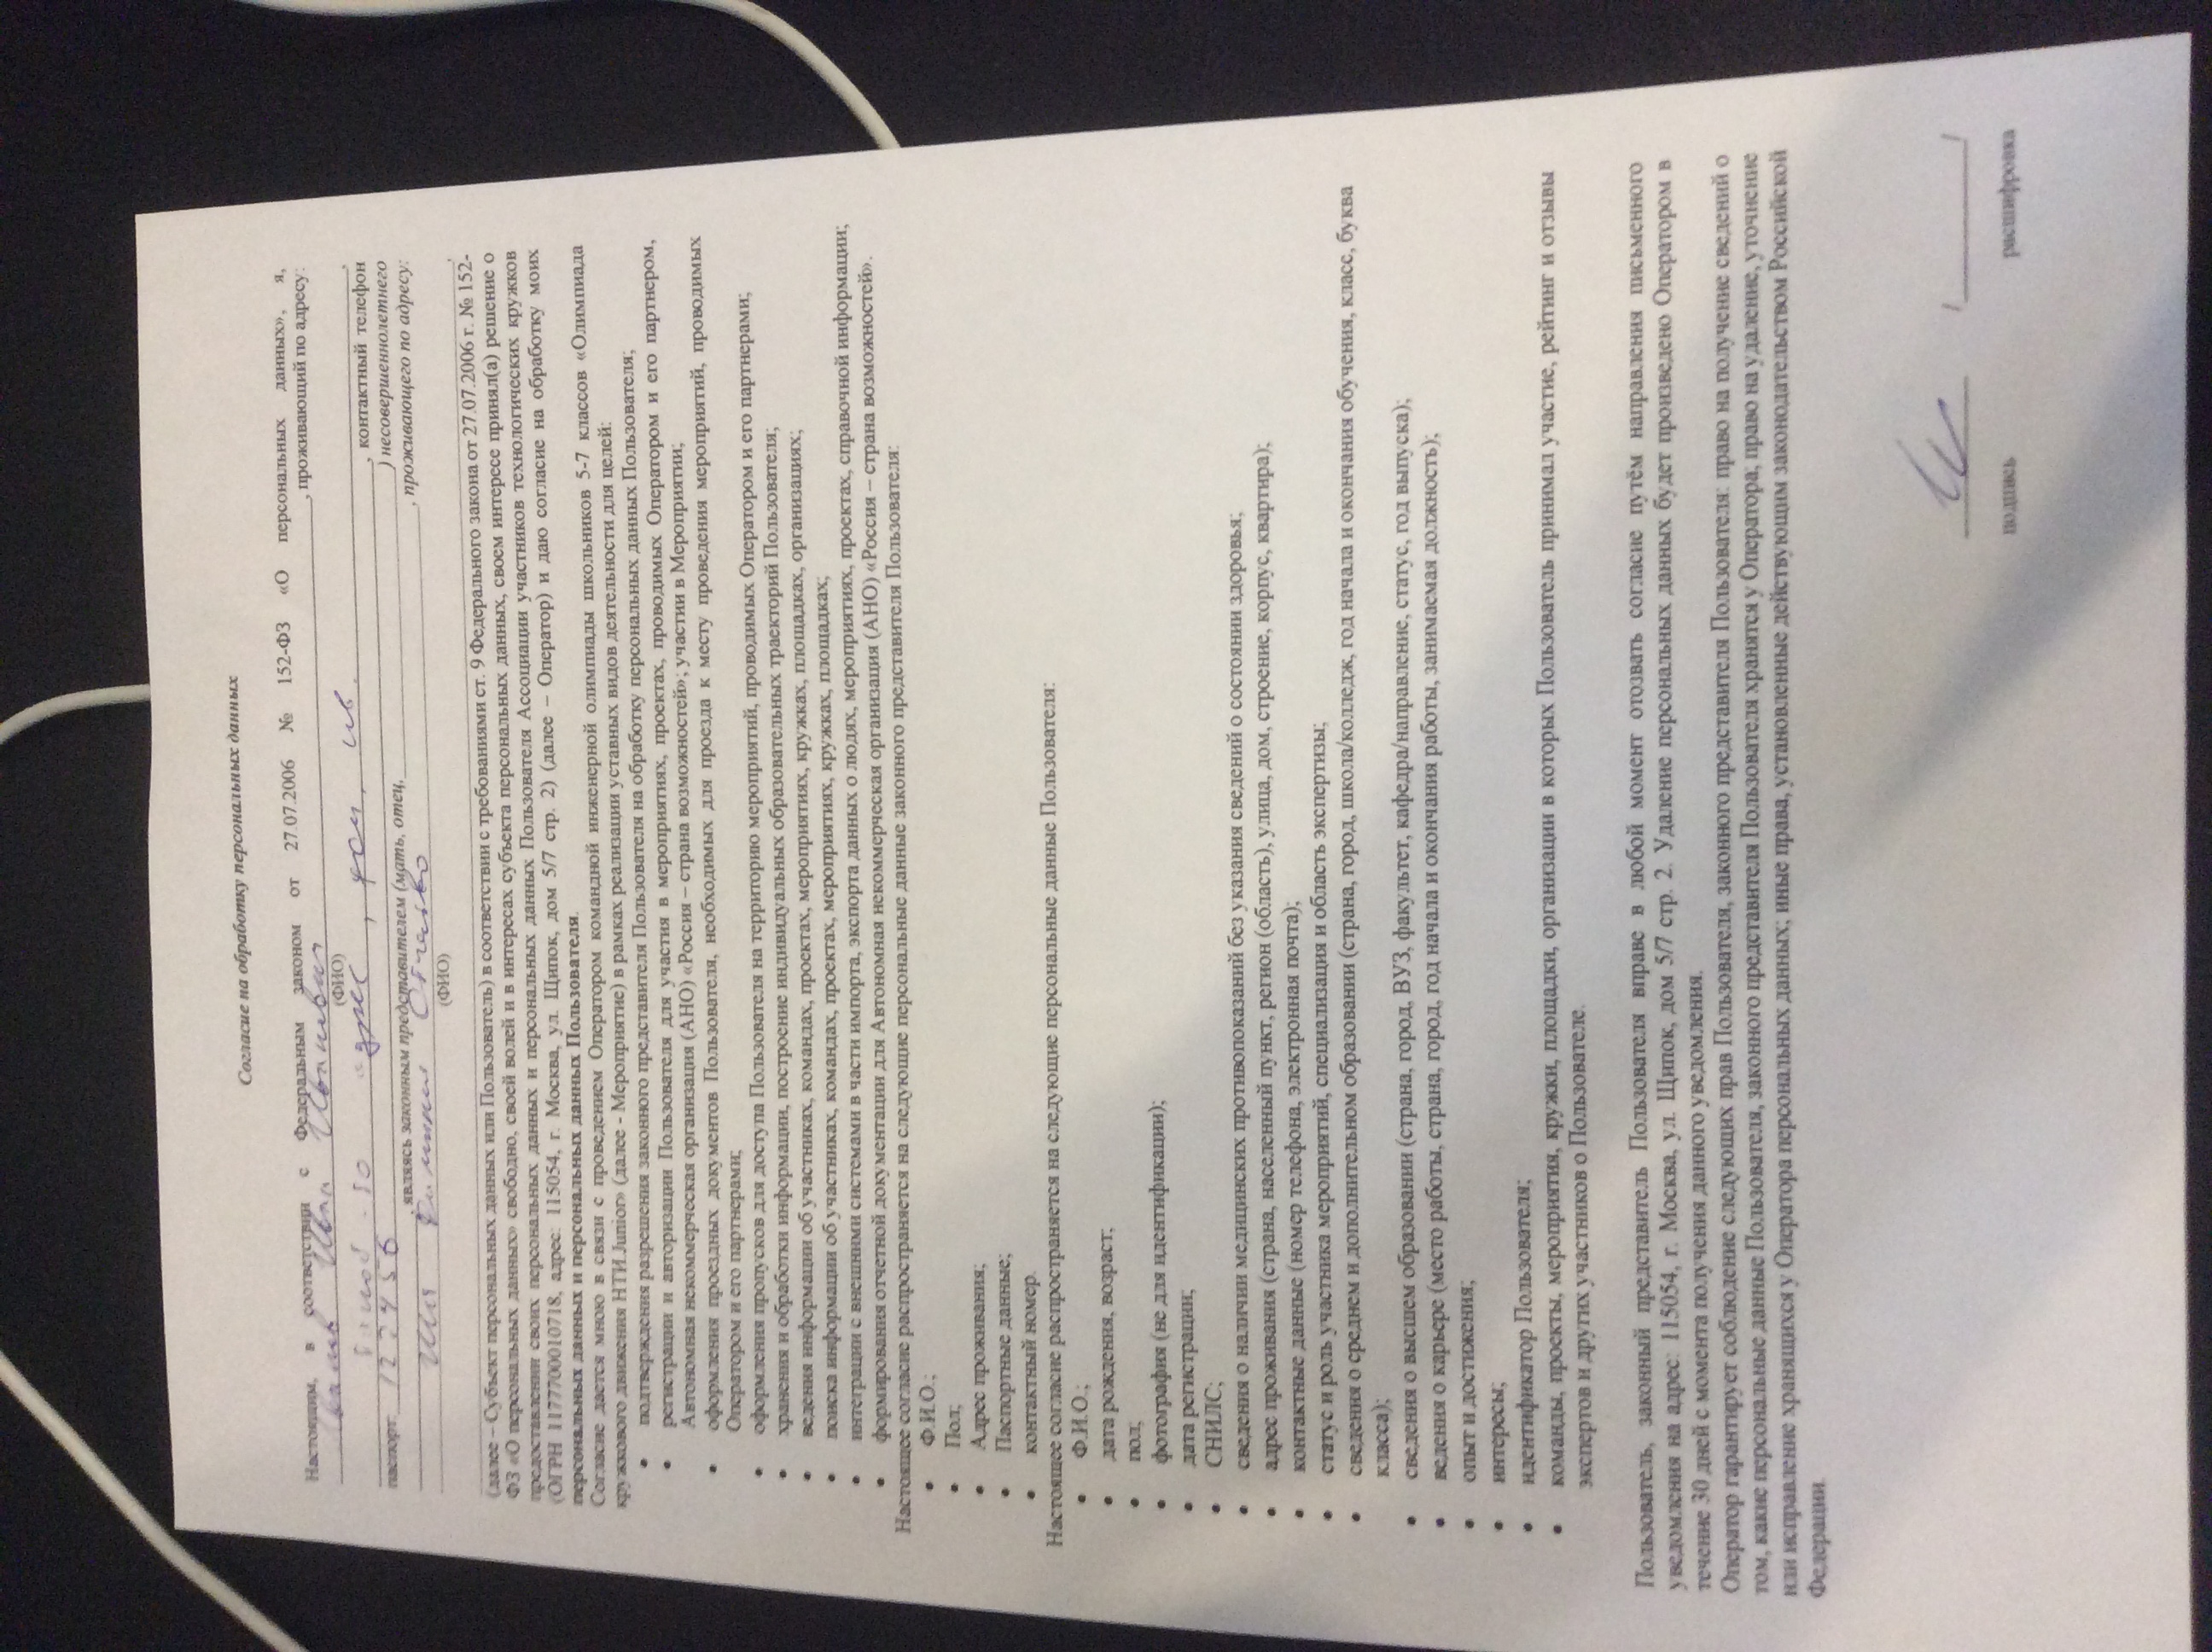 Согласие на обработку персональных данных
Настоящим, в соответствии с Федеральным законом от 27.07.2006 № 152-ФЗ «О персональных данных», я,
Иванов Иван Иванович, проживающий по адресу:
(ФИО)
адрес, дом, кв.,
паспорт 123456, контактный телефон
, являясь законным представителем (мать, отец, ) несовершеннолетнего
Имя Фамилия Отчество, проживающего по адресу:
(ФИО)
,
(далее – Субъект персональных данных или Пользователь) в соответствии с требованиями ст. 9 Федерального закона от 27.07.2006 г. № 152-
ФЗ «О персональных данных» свободно, своей волей и в интересах субъекта персональных данных, своем интересе принял(а) решение о
предоставлении своих персональных данных и персональных данных Пользователя Ассоциации участников технологических кружков
(ОГРН 1177700010718, адрес: 115054, г. Москва, ул. Щипок, дом 5/7 стр. 2) (далее – Оператор) и даю согласие на обработку моих
персональных данных и персональных данных Пользователя.
Согласие дается мною в связи с проведением Оператором командной инженерной олимпиады школьников 5-7 классов «Олимпиада
кружкового движения НТИ.Junior» (далее - Мероприятие) в рамках реализации уставных видов деятельности для целей:
• подтверждения разрешения законного представителя Пользователя на обработку персональных данных Пользователя;
• регистрации и авторизации Пользователя для участия в мероприятиях, проектах, проводимых Оператором и его партнером,
Автономная некоммерческая организация (АНО) «Россия – страна возможностей»; участии в Мероприятии;
• оформления проездных документов Пользователя, необходимых для проезда к месту проведения мероприятий, проводимых
Оператором и его партнерами;
• оформления пропусков для доступа Пользователя на территорию мероприятий, проводимых Оператором и его партнерами;
• хранения и обработки информации, построение индивидуальных образовательных траекторий Пользователя;
• ведения информации об участниках, командах, проектах, мероприятиях, кружках, площадках, организациях;
• поиска информации об участниках, командах, проектах, мероприятиях, кружках, площадках;
• интеграции с внешними системами в части импорта, экспорта данных о людях, мероприятиях, проектах, справочной информации;
• формирования отчетной документации для Автономная некоммерческая организация (АНО) «Россия – страна возможностей».
Настоящее согласие распространяется на следующие персональные данные законного представителя Пользователя:
• Ф.И.О.;
• Пол;
• Адрес проживания;
• Паспортные данные;
• контактный номер.
Настоящее согласие распространяется на следующие персональные данные Пользователя:
• Ф.И.О.;
• дата рождения, возраст;
• пол;
• фотография (не для идентификации);
• дата регистрации;
• СНИЛС;
• сведения о наличии медицинских противопоказаний без указания сведений о состоянии здоровья;
• адрес проживания (страна, населенный пункт, регион (область), улица, дом, строение, корпус, квартира);
• контактные данные (номер телефона, электронная почта);
• статус и роль участника мероприятий, специализация и область экспертизы;
• сведения о среднем и дополнительном образовании (страна, город, школа/колледж, год начала и окончания обучения, класс, буква
класса);
• сведения о высшем образовании (страна, город, ВУЗ, факультет, кафедра/направление, статус, год выпуска);
• ведения о карьере (место работы, страна, город, год начала и окончания работы, занимаемая должность);
• опыт и достижения;
• интересы;
• идентификатор Пользователя;
• команды, проекты, мероприятия, кружки, площадки, организации в которых Пользователь принимал участие, рейтинг и отзывы
экспертов и других участников о Пользователе.
Пользователь, законный представитель Пользователя вправе в любой момент отозвать согласие путём направления письменного
уведомления на адрес: 115054, г. Москва, ул. Щипок, дом 5/7 стр. 2. Удаление персональных данных будет произведено Оператором в
течение 30 дней с момента получения данного уведомления.
Оператор гарантирует соблюдение следующих прав Пользователя, законного представителя Пользователя: право на получение сведений о
том, какие персональные данные Пользователя, законного представителя Пользователя хранятся у Оператора; право на удаление, уточнение
или исправление хранящихся у Оператора персональных данных; иные права, установленные действующим законодательством Российской
Федерации.
подпись расшифровка